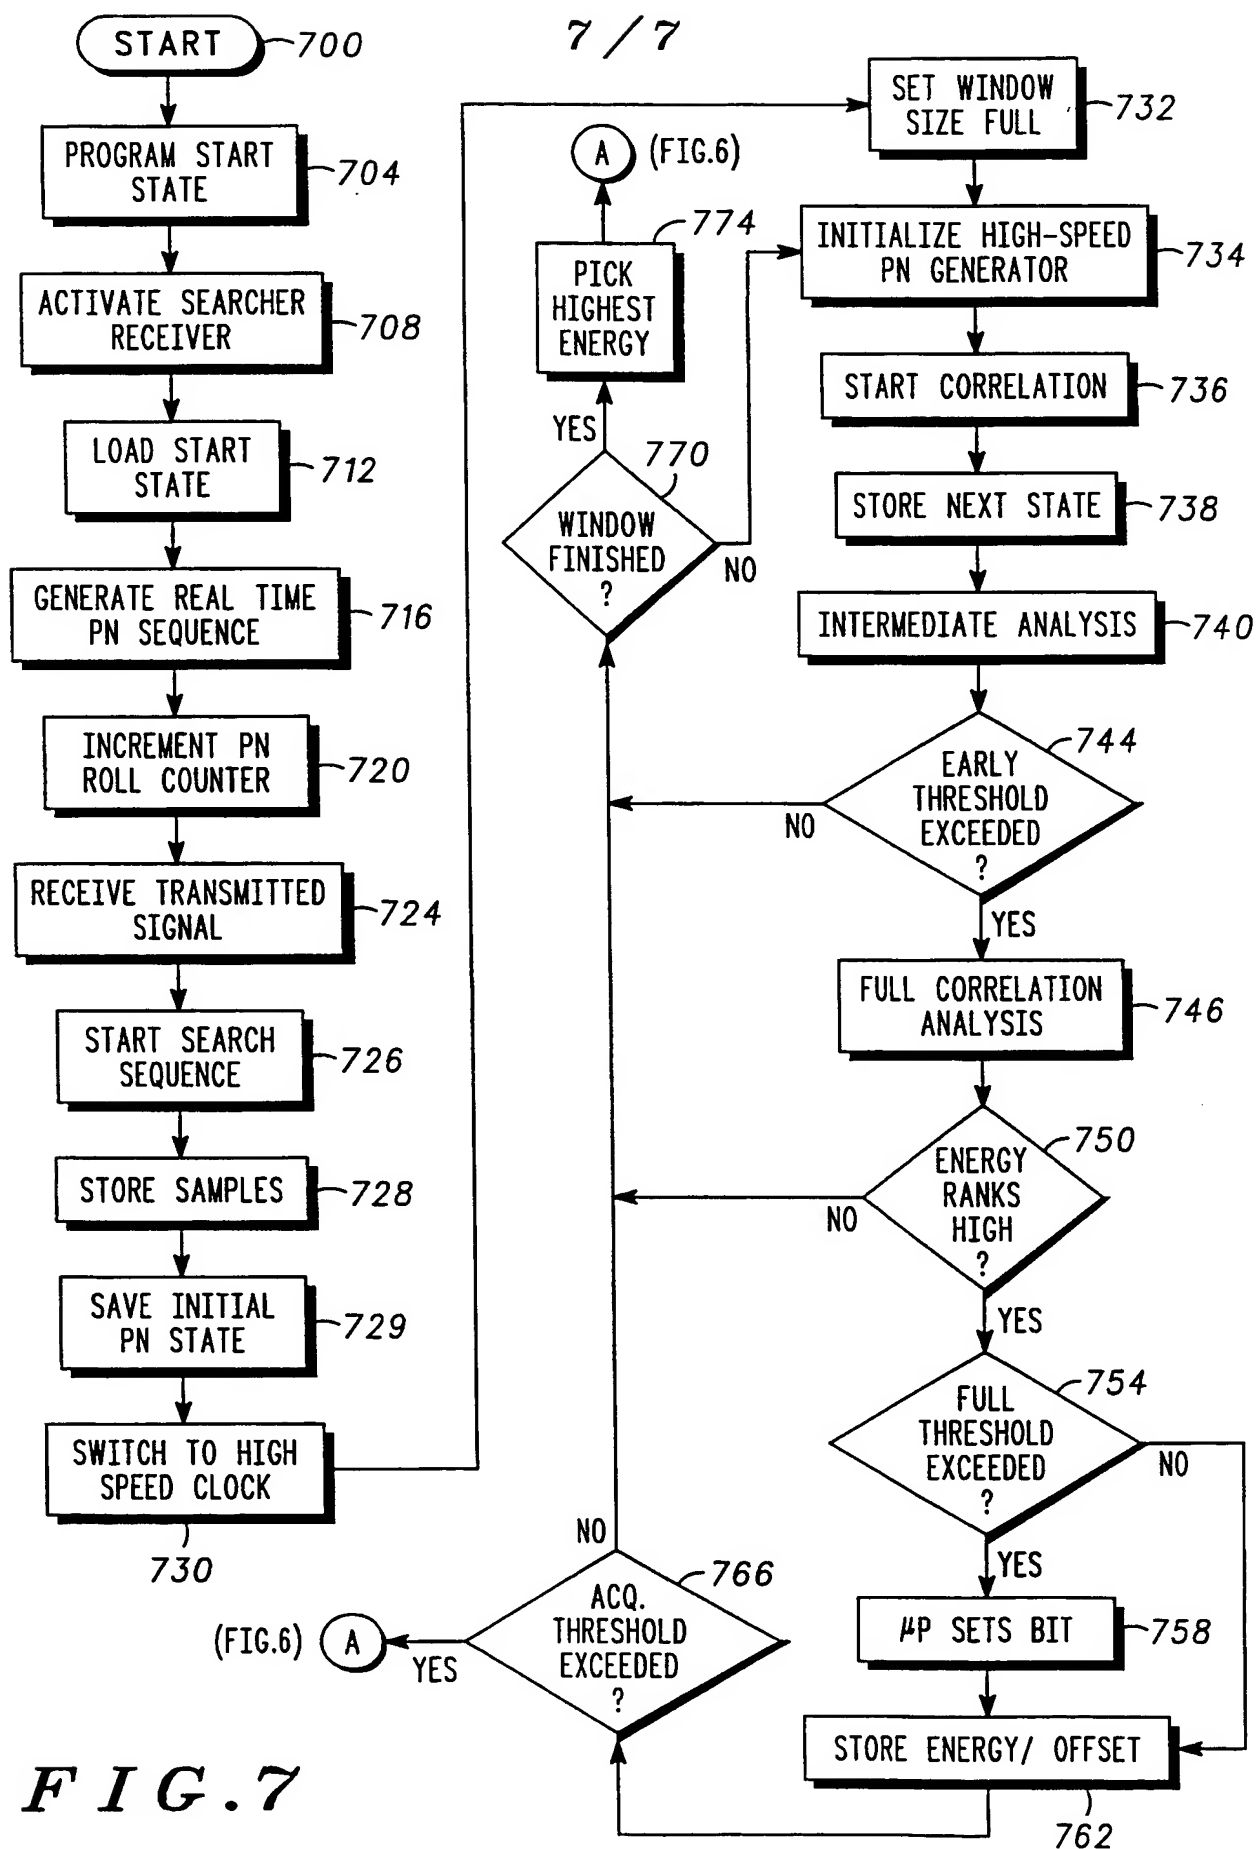 7/7
START
700
PROGRAM START
STATE
704
ACTIVATE SEARCHER
RECEIVER
708
LOAD START
STATE
712
GENERATE REAL TIME
PN SEQUENCE
716
INCREMENT PN
ROLL COUNTER
720
RECEIVE TRANSMITTED
SIGNAL
724
START SEARCH
SEQUENCE
726
STORE SAMPLES
728
SAVE INITIAL
PN STATE
729
SWITCH TO HIGH
SPEED CLOCK
730
SET WINDOW
SIZE FULL
732
INITIALIZE HIGH-SPEED
PN GENERATOR
734
START CORRELATION
736
STORE NEXT STATE
738
INTERMEDIATE ANALYSIS
740
EARLY
THRESHOLD
EXCEEDED
?
744
NO
YES
FULL CORRELATION
ANALYSIS
746
ENERGY
RANKS
HIGH
?
750
NO
YES
FULL
THRESHOLD
EXCEEDED
?
754
NO
YES
µP SETS BIT
758
STORE ENERGY/ OFFSET
762
ACQ.
THRESHOLD
EXCEEDED
?
766
NO
YES
A
(FIG.6)
WINDOW
FINISHED
?
770
NO
YES
PICK
HIGHEST
ENERGY
774
A
(FIG.6)
FIG.7